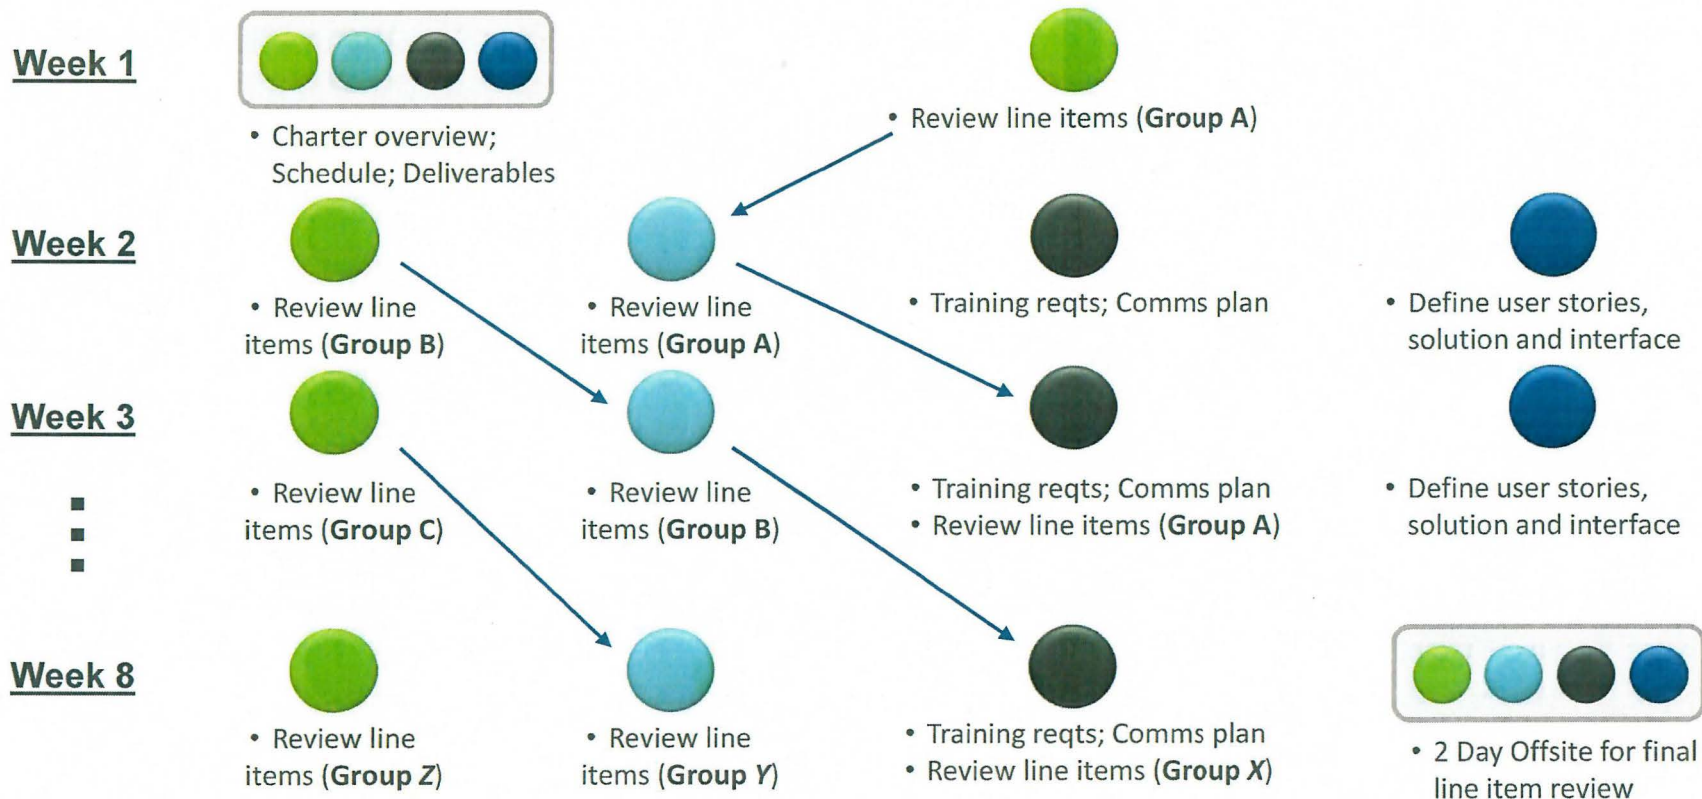 Week 1
• Charter overview;
Schedule; Deliverables
• Review line items (Group A)
Week 2
• Review line
items (Group B)
• Review line
items (Group A)
• Training reqts; Comms plan
• Define user stories,
solution and interface
Week 3
• Review line
items (Group C)
• Review line
items (Group B)
• Training reqts; Comms plan
• Review line items (Group A)
• Define user stories,
solution and interface
Week 8
• Review line
items (Group Z)
• Review line
items (Group Y)
• Training reqts; Comms plan
• Review line items (Group X)
• 2 Day Offsite for final
line item review